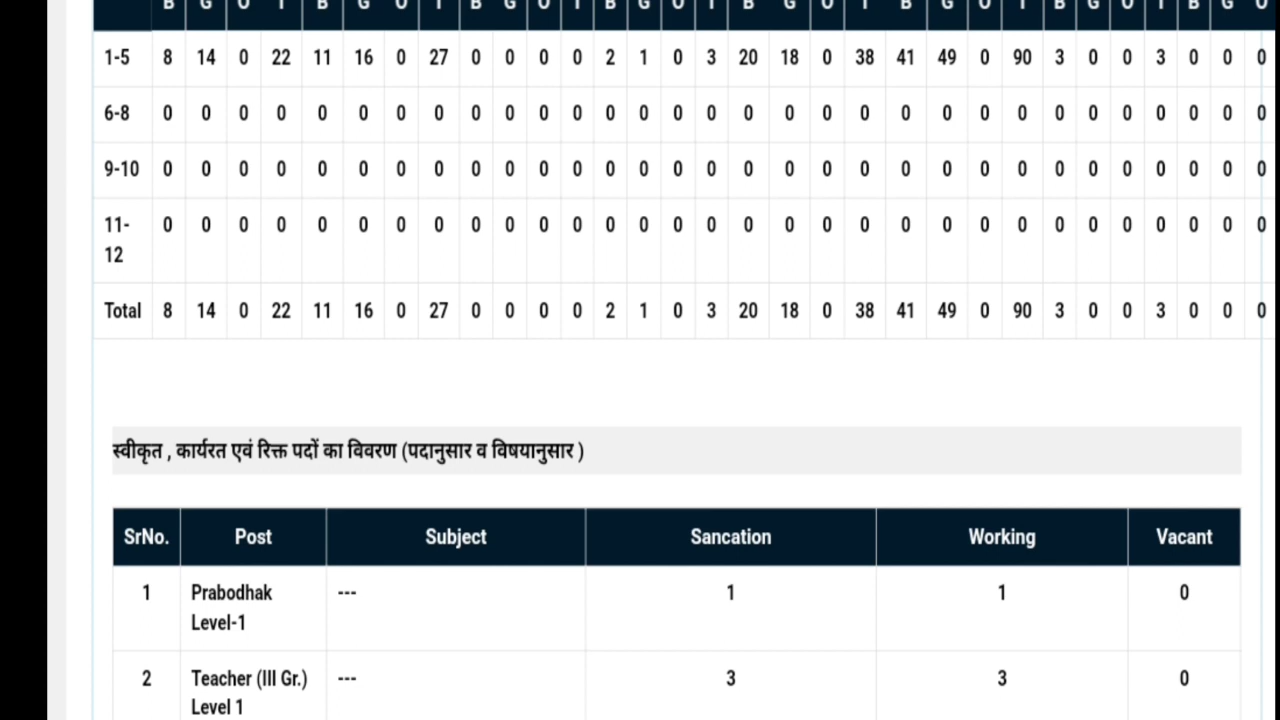 B G O T B G O T B G O T B G O T B G O T B G O T B G O T B G O
1-5 8 14 0 22 11 16 0 27 0 0 0 0 2 1 0 3 20 18 0 38 41 49 0 90 3 0 0 3 0 0 0
6-8 0 0 0 0 0 0 0 0 0 0 0 0 0 0 0 0 0 0 0 0 0 0 0 0 0 0 0 0 0 0 0
9-10 0 0 0 0 0 0 0 0 0 0 0 0 0 0 0 0 0 0 0 0 0 0 0 0 0 0 0 0 0 0 0
11- 0 0 0 0 0 0 0 0 0 0 0 0 0 0 0 0 0 0 0 0 0 0 0 0 0 0 0 0 0 0 0
12
Total 8 14 0 22 11 16 0 27 0 0 0 0 2 1 0 3 20 18 0 38 41 49 0 90 3 0 0 3 0 0 0
स्वीकृत , कार्यरत एवं रिक्त पदों का विवरण (पदानुसार व विषयानुसार )
SrNo. Post Subject Sancation Working Vacant
1 Prabodhak --- 1 1 0
Level-1
2 Teacher (III Gr.) --- 3 3 0
Level 1